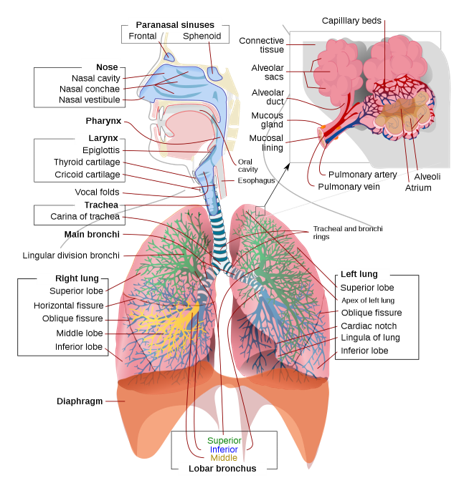 Paranasal sinuses
Frontal
Sphenoid
Nose
Nasal cavity
Nasal conchae
Nasal vestibule
Pharynx
Larynx
Epiglottis
Thyroid cartilage
Cricoid cartilage
Vocal folds
Trachea
Carina of trachea
Main bronchi
Lingular division bronchi
Right lung
Superior lobe
Horizontal fissure
Oblique fissure
Middle lobe
Inferior lobe
Diaphragm
Oral
cavity
Esophagus
Capilllary beds
Connective
tissue
Alveolar
sacs
Alveolar
duct
Mucous
gland
Mucosal
lining
Pulmonary artery
Pulmonary vein
Alveoli
Atrium
Tracheal and bronchi
rings
Left lung
Superior lobe
Apex of left lung
Oblique fissure
Cardiac notch
Lingula of lung
Inferior lobe
Superior
Inferior
Middle
Lobar bronchus